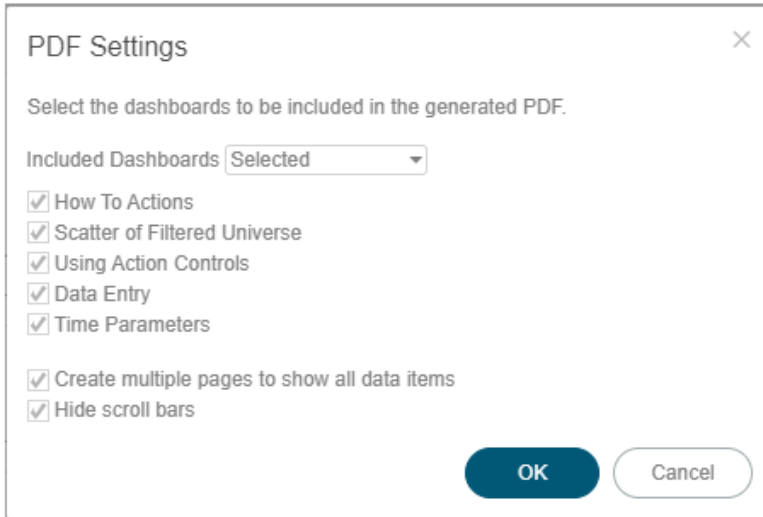 PDF Settings
Select the dashboards to be included in the generated PDF.
Included Dashboards Selected
How To Actions
Scatter of Filtered Universe
Using Action Controls
Data Entry
Time Parameters
Create multiple pages to show all data items
Hide scroll bars
OK Cancel